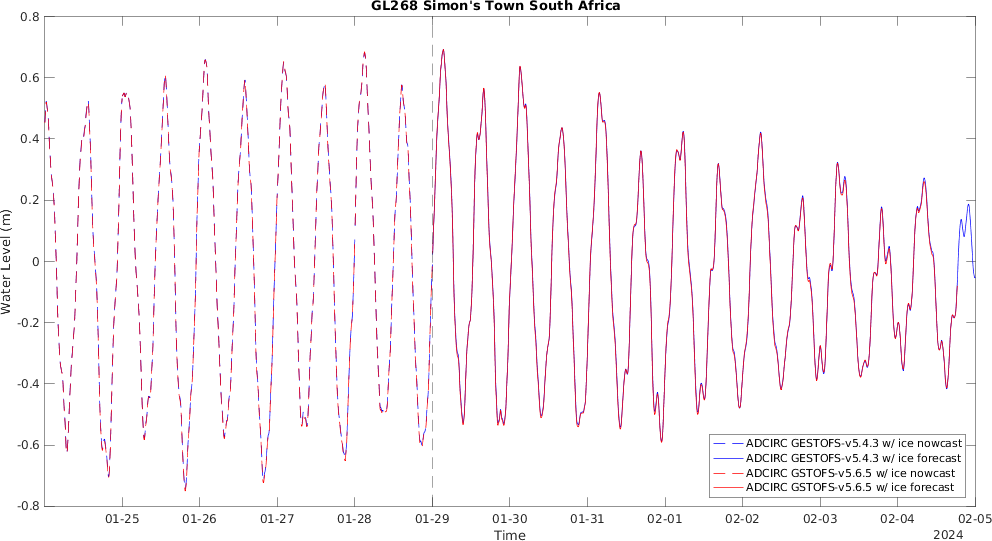 GL268 Simon's Town South Africa
Water Level (m)
0.8
0.6
0.4
0.2
0
-0.2
-0.4
-0.6
-0.8
ADCIRC GESTOFS-v5.4.3 w/ ice nowcast
ADCIRC GESTOFS-v5.4.3 w/ ice forecast
ADCIRC GSTOFS-v5.6.5 w/ ice nowcast
ADCIRC GSTOFS-v5.6.5 w/ ice forecast
01-25 01-26 01-27 01-28 01-29 01-30 01-31 02-01 02-02 02-03 02-04 02-05
Time
2024